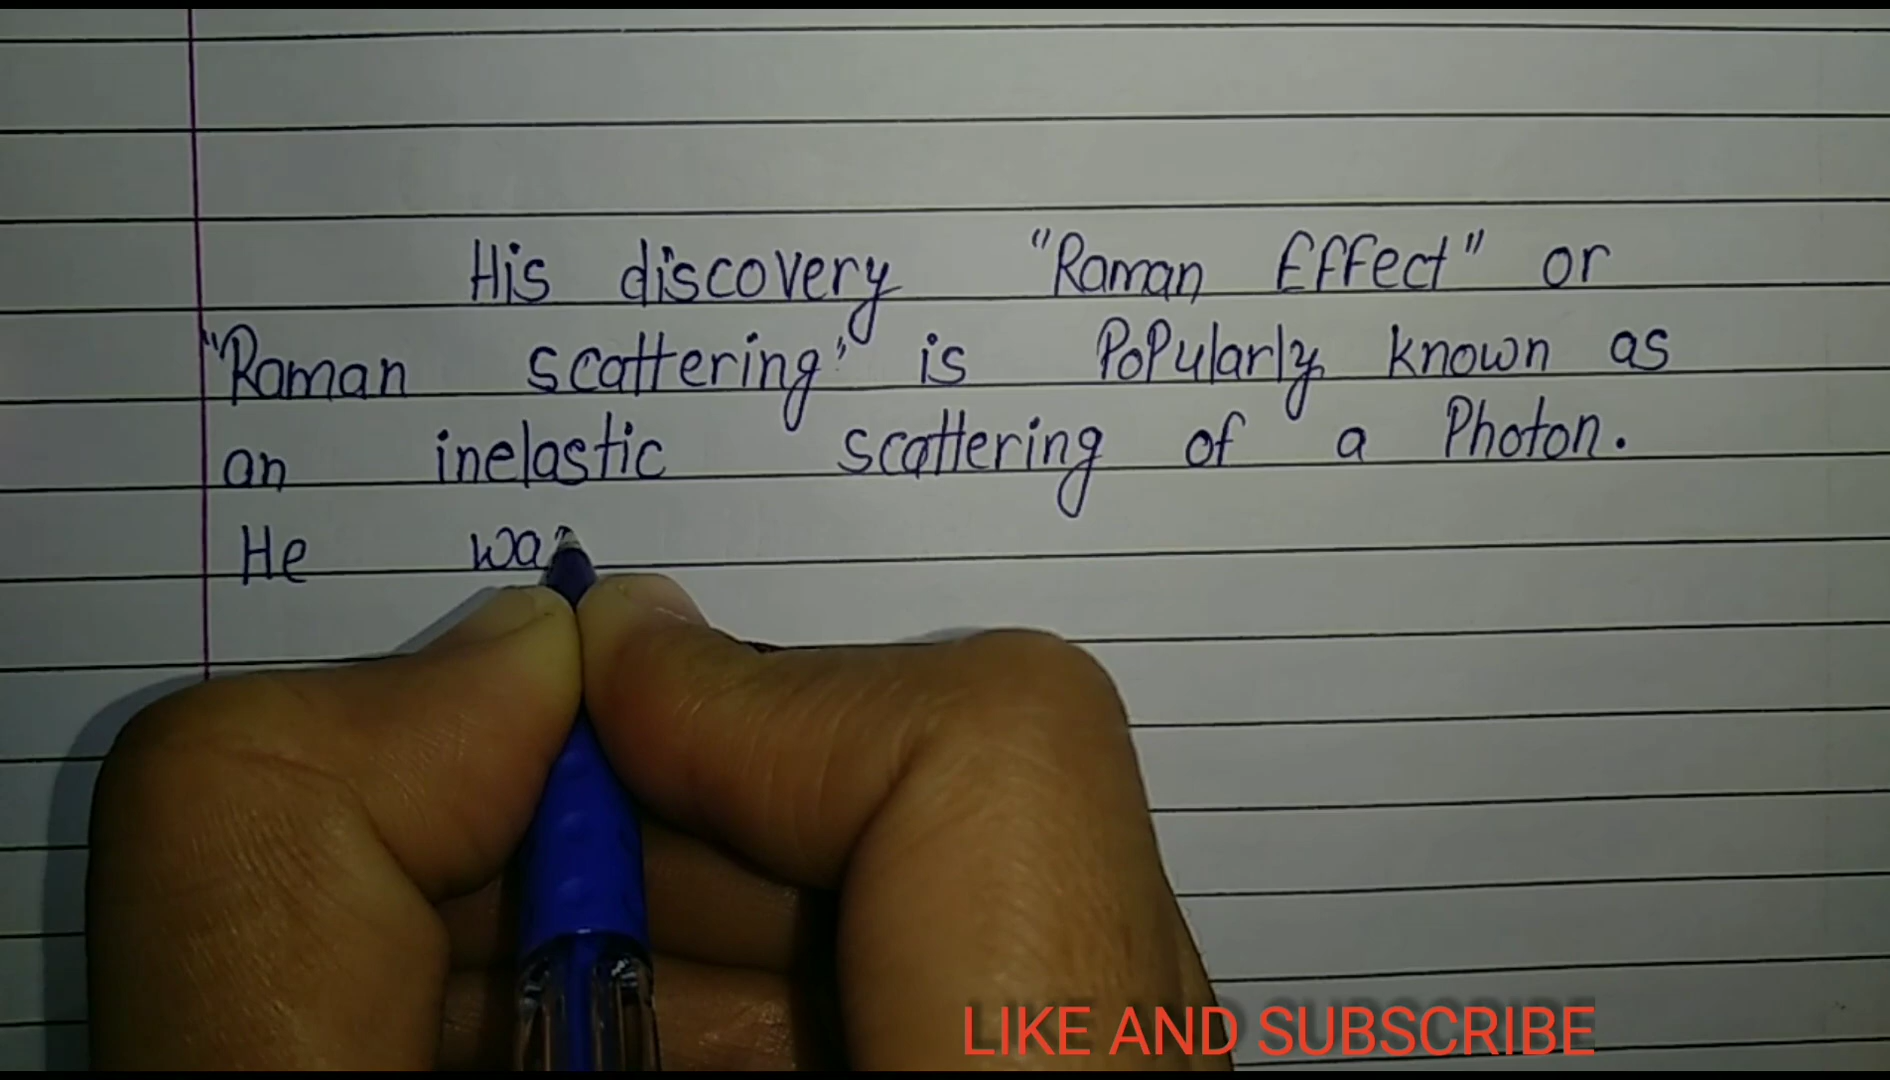 His discovery "Raman Effect" or
"Raman scattering" is Popularly known as
an inelastic scattering of a Photon.
He was
LIKE AND SUBSCRIBE